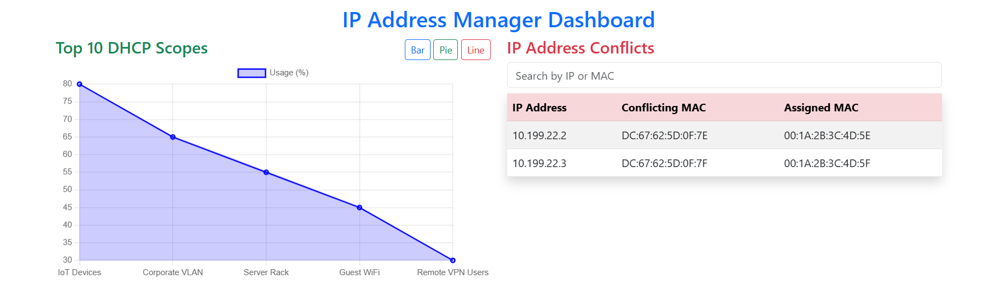 IP Address Manager Dashboard
Top 10 DHCP Scopes
Bar Pie Line
Usage (%)
80
75
70
65
60
55
50
45
40
35
30
IoT Devices Corporate VLAN Server Rack Guest WiFi Remote VPN Users
IP Address Conflicts
Search by IP or MAC
IP Address Conflicting MAC Assigned MAC
10.199.22.2 DC:67:62:5D:0F:7E 00:1A:2B:3C:4D:5E
10.199.22.3 DC:67:62:5D:0F:7F 00:1A:2B:3C:4D:5F